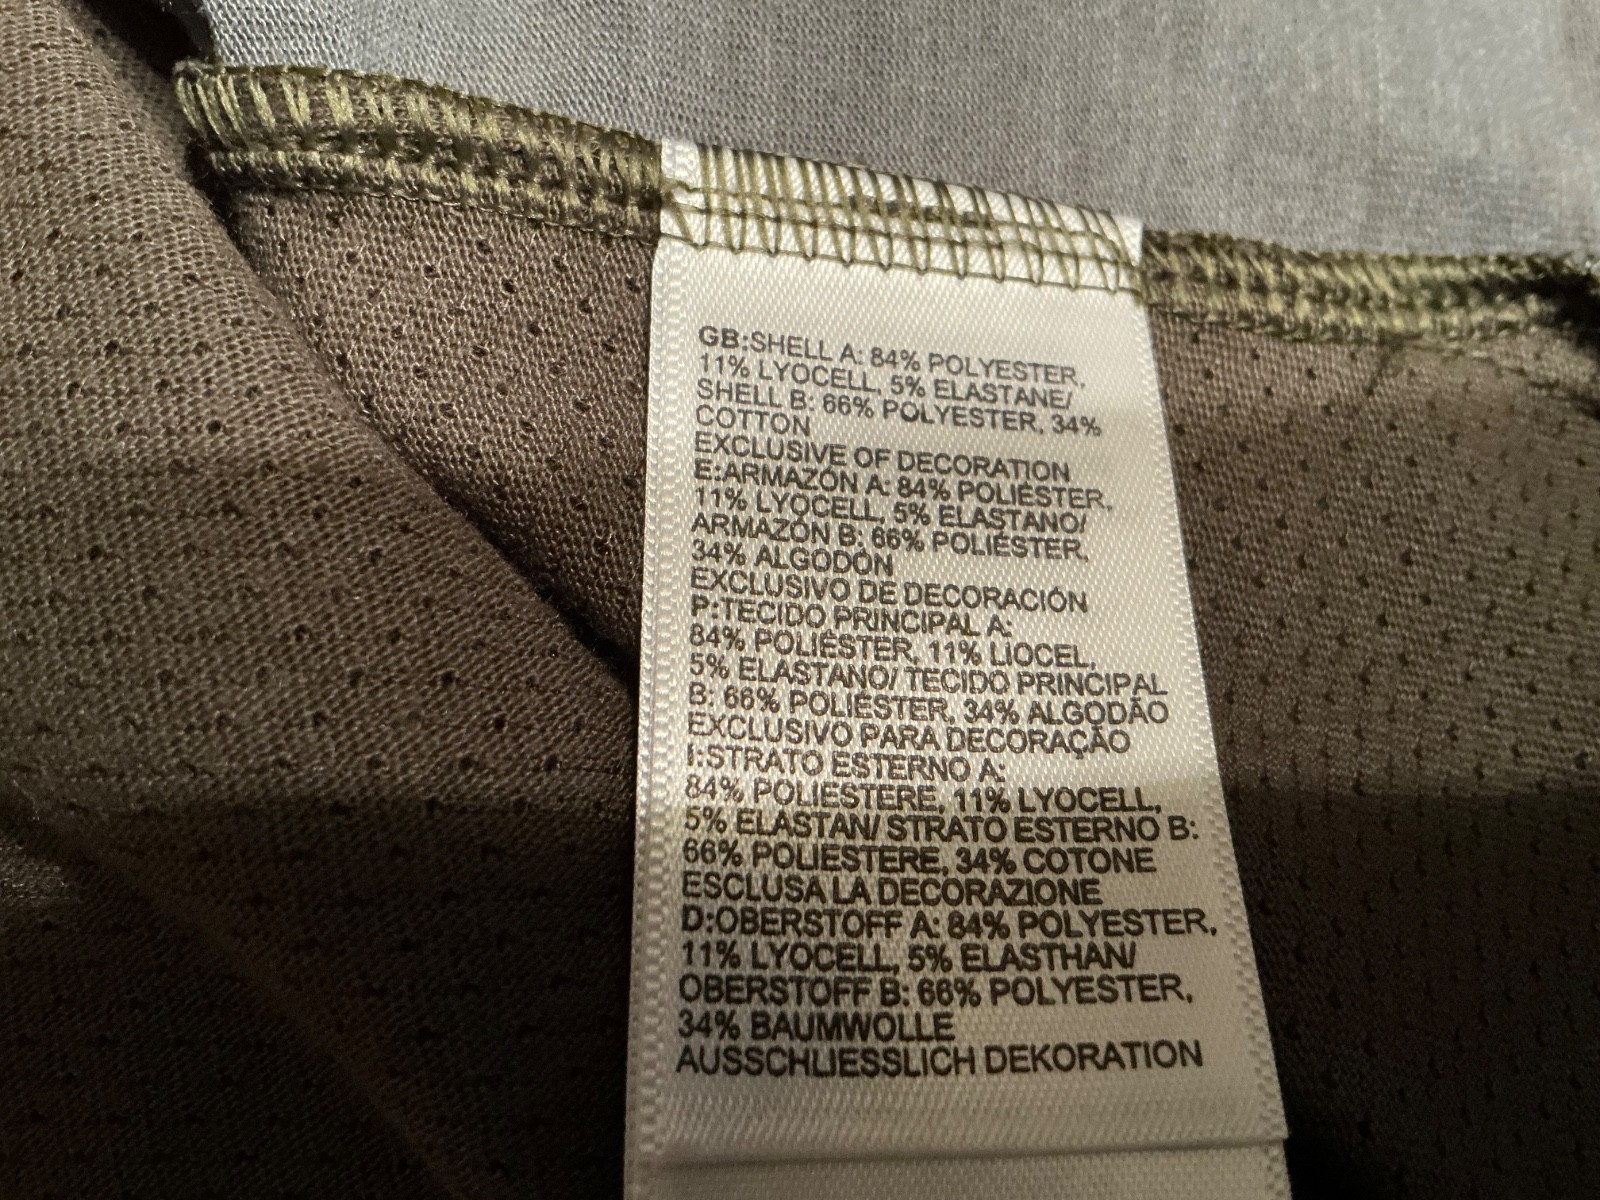 GB:SHELL A: 84% POLYESTER,
11% LYOCELL, 5% ELASTANE/
SHELL B: 66% POLYESTER, 34%
COTTON
EXCLUSIVE OF DECORATION
E:ARMAZÓN A: 84% POLIÉSTER,
11% LYOCELL, 5% ELASTANO/
ARMAZÓN B: 66% POLIÉSTER,
34% ALGODÓN
EXCLUSIVO DE DECORACIÓN
P:TECIDO PRINCIPAL A:
84% POLIÉSTER, 11% LIOCEL,
5% ELASTANO/ TECIDO PRINCIPAL
B: 66% POLIÉSTER, 34% ALGODÃO
EXCLUSIVO PARA DECORAÇÃO
I:STRATO ESTERNO A:
84% POLIESTERE, 11% LYOCELL,
5% ELASTAN/ STRATO ESTERNO B:
66% POLIESTERE, 34% COTONE
ESCLUSA LA DECORAZIONE
D:OBERSTOFF A: 84% POLYESTER,
11% LYOCELL, 5% ELASTHAN/
OBERSTOFF B: 66% POLYESTER,
34% BAUMWOLLE
AUSSCHLIESSLICH DEKORATION